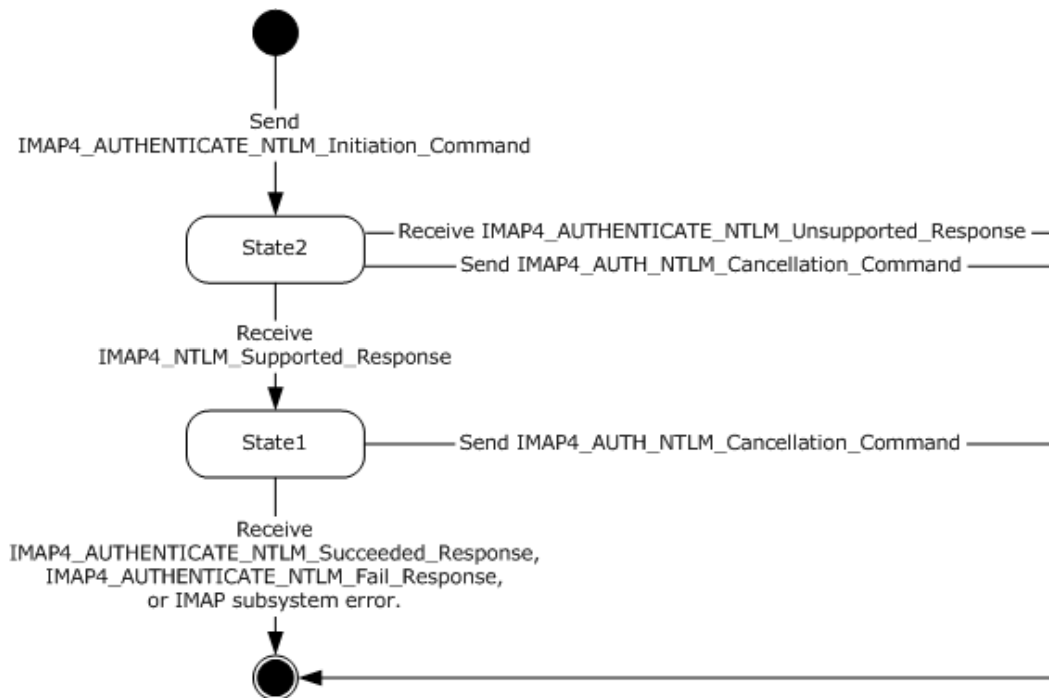 Send
IMAP4_AUTHENTICATE_NTLM_Initiation_Command
State2
Receive IMAP4_AUTHENTICATE_NTLM_Unsupported_Response
Send IMAP4_AUTH_NTLM_Cancellation_Command
Receive
IMAP4_NTLM_Supported_Response
State1
Send IMAP4_AUTH_NTLM_Cancellation_Command
Receive
IMAP4_AUTHENTICATE_NTLM_Succeeded_Response,
IMAP4_AUTHENTICATE_NTLM_Fail_Response,
or IMAP subsystem error.